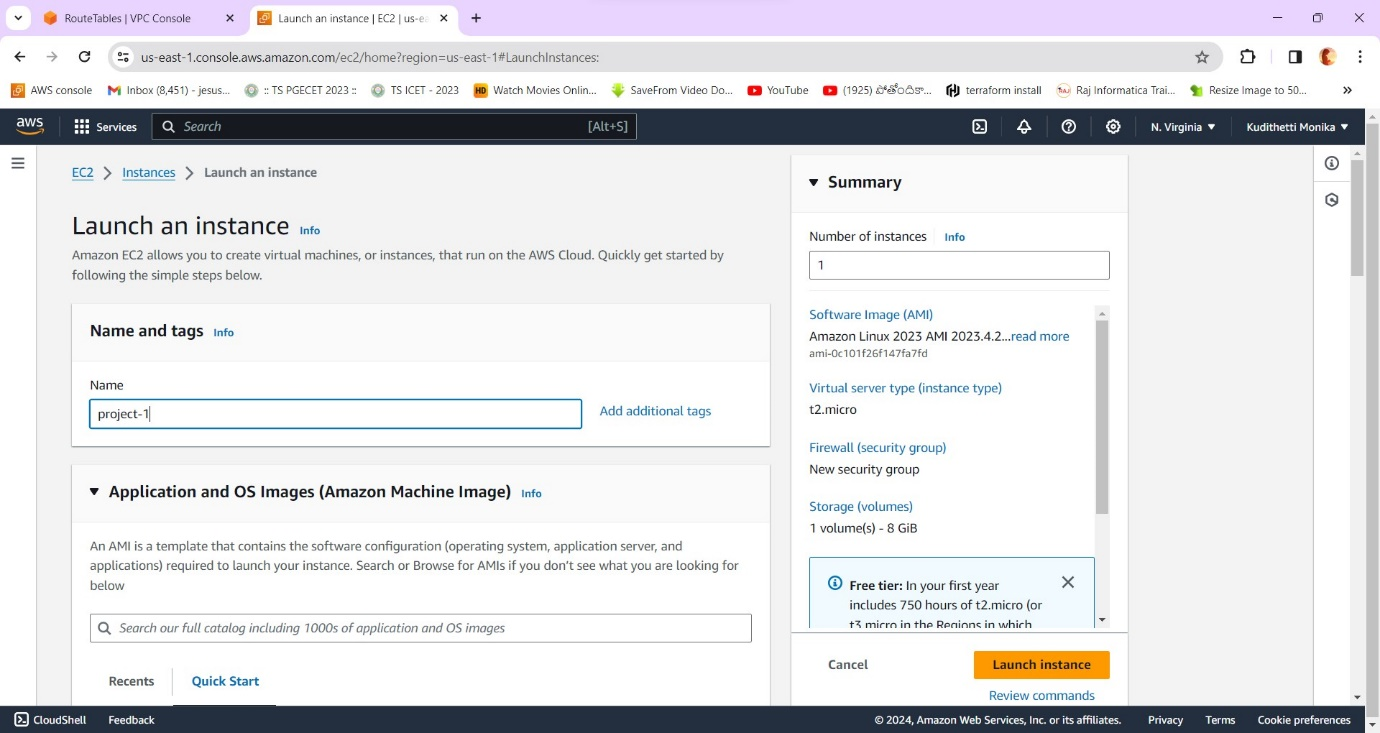 RouteTables | VPC Console
Launch an instance | EC2 | us-ea
us-east-1.console.aws.amazon.com/ec2/home?region=us-east-1#LaunchInstances:
AWS console
Inbox (8,451) - jesus...
:: TS PGECET 2023 ::
TS ICET - 2023
HD Watch Movies Onlin...
SaveFrom Video Do...
YouTube
(1925)
terraform install
Raj Informatica Trai...
Resize Image to 50...
aws
Services
Search
[Alt+S]
N. Virginia
Kudithetti Monika
EC2
Instances
Launch an instance
Launch an instance Info
Amazon EC2 allows you to create virtual machines, or instances, that run on the AWS Cloud. Quickly get started by
following the simple steps below.
Name and tags Info
Name
project-1
Add additional tags
Application and OS Images (Amazon Machine Image) Info
An AMI is a template that contains the software configuration (operating system, application server, and
applications) required to launch your instance. Search or Browse for AMIs if you don't see what you are looking for
below
Search our full catalog including 1000s of application and OS images
Recents
Quick Start
Summary
Number of instances Info
1
Software Image (AMI)
Amazon Linux 2023 AMI 2023.4.2...read more
ami-0c101f26f147fa7fd
Virtual server type (instance type)
t2.micro
Firewall (security group)
New security group
Storage (volumes)
1 volume(s) - 8 GiB
Free tier: In your first year
includes 750 hours of t2.micro (or
t3.micro in the Regions in which
Cancel
Launch instance
Review commands
CloudShell
Feedback
© 2024, Amazon Web Services, Inc. or its affiliates.
Privacy
Terms
Cookie preferences